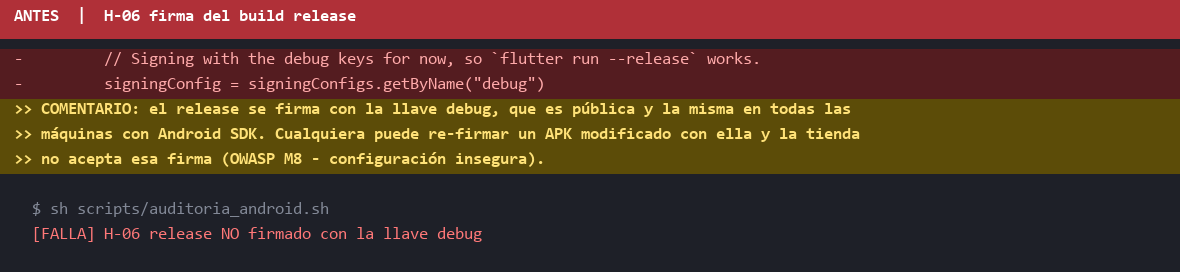 ANTES | H-06 firma del build release
- // Signing with the debug keys for now, so `flutter run --release` works.
- signingConfig = signingConfigs.getByName("debug")
>> COMENTARIO: el release se firma con la llave debug, que es pública y la misma en todas las
>> máquinas con Android SDK. Cualquiera puede re-firmar un APK modificado con ella y la tienda
>> no acepta esa firma (OWASP M8 - configuración insegura).
$ sh scripts/auditoria_android.sh
[FALLA] H-06 release NO firmado con la llave debug